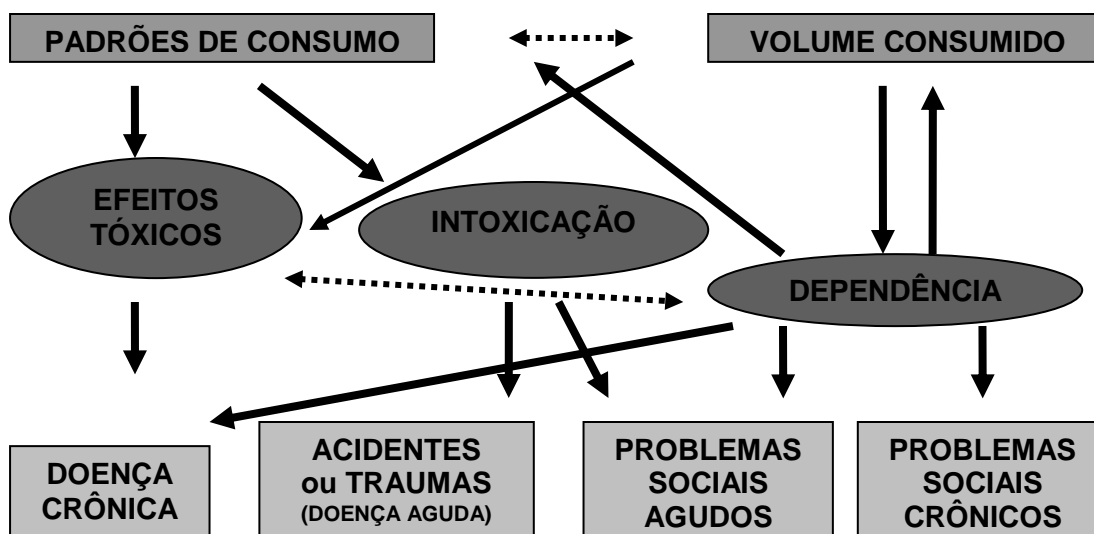 PADRÕES DE CONSUMO
VOLUME CONSUMIDO
EFEITOS
TÓXICOS
INTOXICAÇÃO
DEPENDÊNCIA
DOENÇA
CRÔNICA
ACIDENTES
ou TRAUMAS
(DOENÇA AGUDA)
PROBLEMAS
SOCIAIS
AGUDOS
PROBLEMAS
SOCIAIS
CRÔNICOS